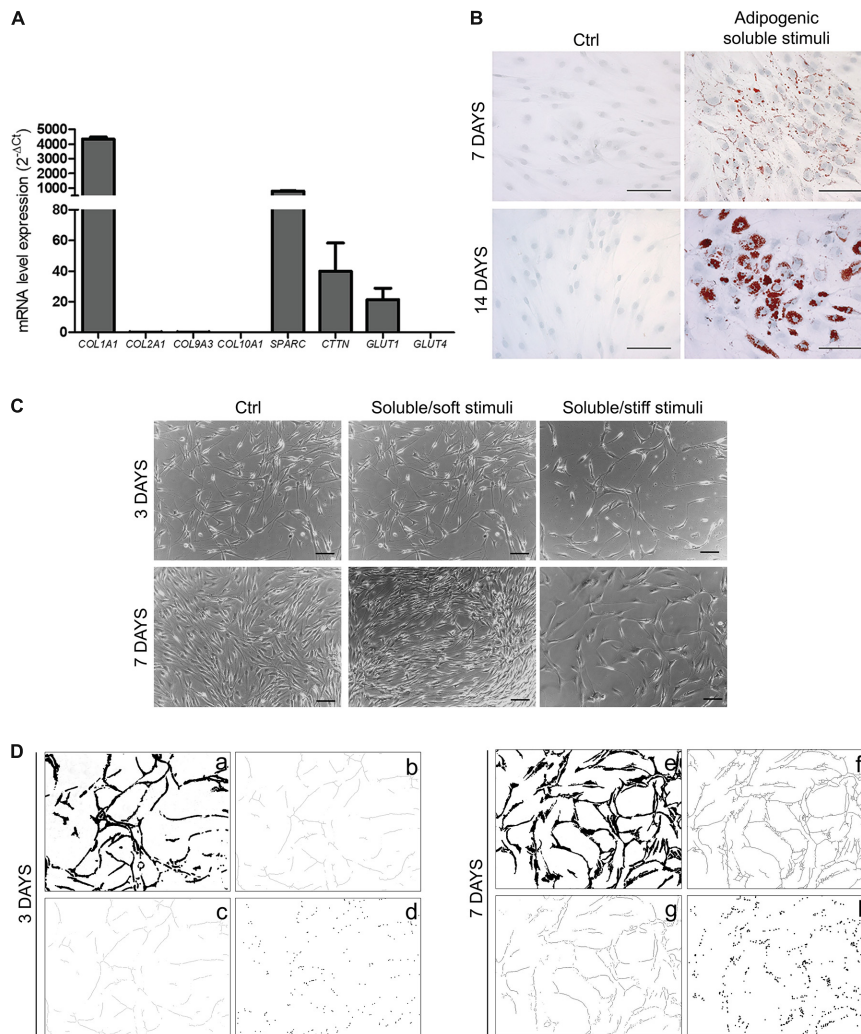 A
mRNA level expression (2^-ΔCt)
5000
4000
3000
2000
1000
80
60
40
20
0
COL1A1 COL2A1 COL9A3 COL10A1 SPARC CTTN GLUT1 GLUT4
B
Ctrl
Adipogenic
soluble stimuli
7 DAYS
14 DAYS
C
Ctrl
Soluble/soft stimuli
Soluble/stiff stimuli
3 DAYS
7 DAYS
D
3 DAYS
a
b
c
d
7 DAYS
e
f
g